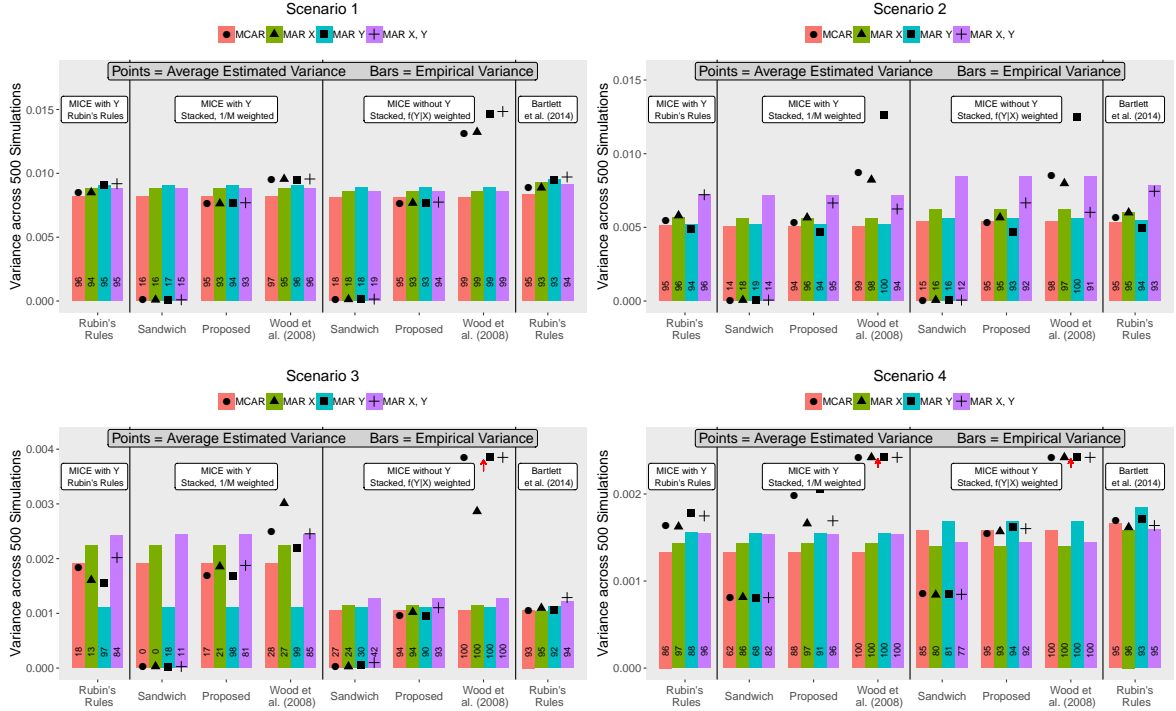 Scenario 1
MCAR MAR X MAR Y MAR X, Y
Points = Average Estimated Variance Bars = Empirical Variance
MICE with Y
Rubin's Rules
MICE with Y
Stacked, 1/M weighted
MICE without Y
Stacked, f(Y|X) weighted
Bartlett
et al. (2014)
Variance across 500 Simulations
0.015
0.010
0.005
0.000
96 94 95 95 16 16 17 15 95 93 94 93 97 95 96 96 18 18 18 19 95 93 93 94 99 99 99 99 95 93 95 94
Rubin's
Rules
Sandwich
Proposed
Wood et
al. (2008)
Sandwich
Proposed
Wood et
al. (2008)
Rubin's
Rules
Scenario 2
MCAR MAR X MAR Y MAR X, Y
Points = Average Estimated Variance Bars = Empirical Variance
MICE with Y
Rubin's Rules
MICE with Y
Stacked, 1/M weighted
MICE without Y
Stacked, f(Y|X) weighted
Bartlett
et al. (2014)
Variance across 500 Simulations
0.015
0.010
0.005
0.000
95 96 94 96 14 18 19 14 94 96 94 95 99 98 100 94 15 16 16 12 95 95 93 92 98 97 100 91 95 95 94 93
Rubin's
Rules
Sandwich
Proposed
Wood et
al. (2008)
Sandwich
Proposed
Wood et
al. (2008)
Rubin's
Rules
Scenario 3
MCAR MAR X MAR Y MAR X, Y
Points = Average Estimated Variance Bars = Empirical Variance
MICE with Y
Rubin's Rules
MICE with Y
Stacked, 1/M weighted
MICE without Y
Stacked, f(Y|X) weighted
Bartlett
et al. (2014)
Variance across 500 Simulations
0.004
0.003
0.002
0.001
0.000
18 13 97 84 0 0 18 11 17 21 98 81 28 27 99 85 27 24 30 42 94 94 90 93 100 100 100 100 93 95 92 94
Rubin's
Rules
Sandwich
Proposed
Wood et
al. (2008)
Sandwich
Proposed
Wood et
al. (2008)
Rubin's
Rules
Scenario 4
MCAR MAR X MAR Y MAR X, Y
Points = Average Estimated Variance Bars = Empirical Variance
MICE with Y
Rubin's Rules
MICE with Y
Stacked, 1/M weighted
MICE without Y
Stacked, f(Y|X) weighted
Bartlett
et al. (2014)
Variance across 500 Simulations
0.002
0.001
0.000
86 97 88 95 62 86 68 82 88 97 91 96 100 100 100 100 85 80 81 77 95 93 94 92 100 100 100 100 95 96 93 96
Rubin's
Rules
Sandwich
Proposed
Wood et
al. (2008)
Sandwich
Proposed
Wood et
al. (2008)
Rubin's
Rules